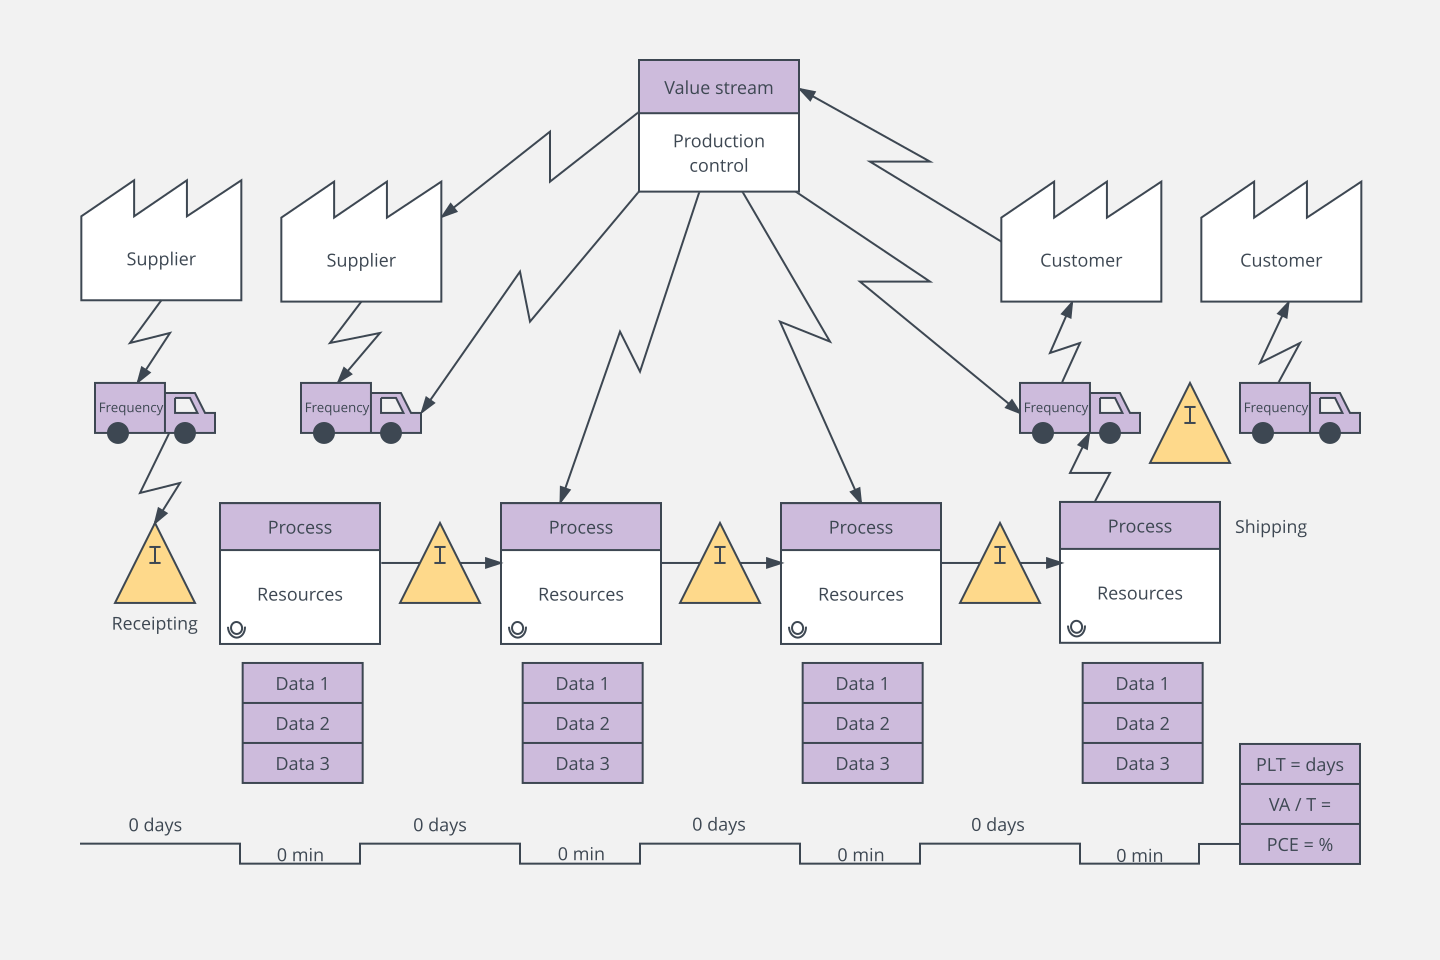 Value stream
Production
control
Supplier
Supplier
Customer
Customer
Frequency
Frequency
Frequency
I
Frequency
I
Receipting
Process
Resources
I
Process
Resources
I
Process
Resources
I
Process
Resources
Shipping
Data 1
Data 2
Data 3
Data 1
Data 2
Data 3
Data 1
Data 2
Data 3
Data 1
Data 2
Data 3
PLT = days
VA / T =
PCE = %
0 days
0 min
0 days
0 min
0 days
0 min
0 days
0 min